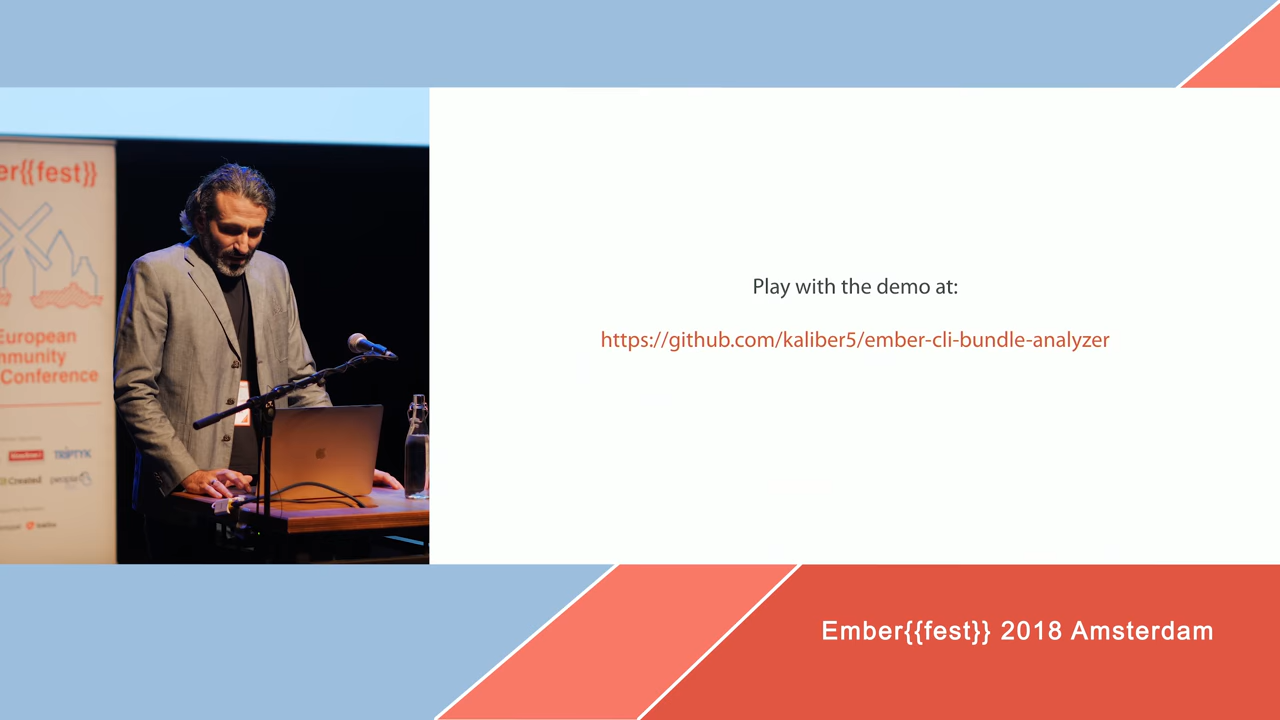 er{{fest}}
European
mmunity
Conference
TRIPTYK
Created
Play with the demo at:
https://github.com/kaliber5/ember-cli-bundle-analyzer
Ember{{fest}} 2018 Amsterdam